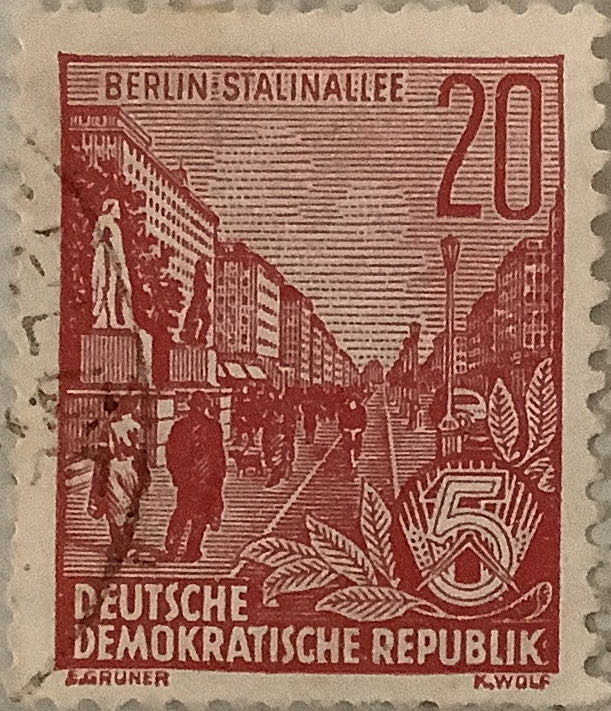 BERLIN-STALINALLEE
20
5
DEUTSCHE
DEMOKRATISCHE REPUBLIK
E.GRUNER
K.WOLF